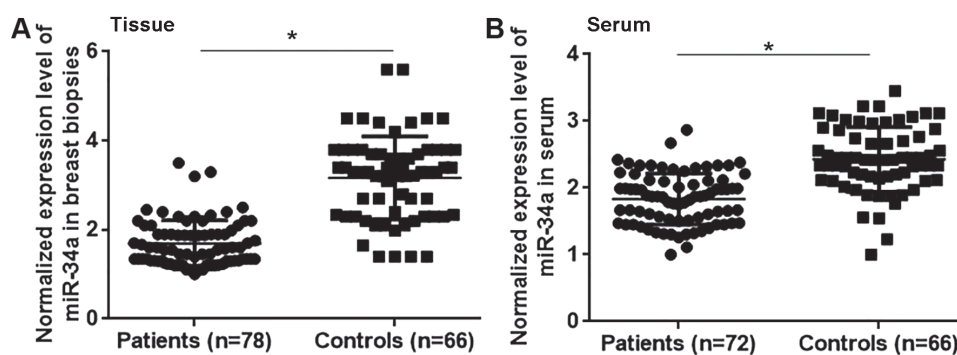 A
Tissue
Normalized expression level of
miR-34a in breast biopsies
*
6
4
2
0
Patients (n=78)
Controls (n=66)
B
Serum
Normalized expression level of
miR-34a in serum
*
4
3
2
1
0
Patients (n=72)
Controls (n=66)